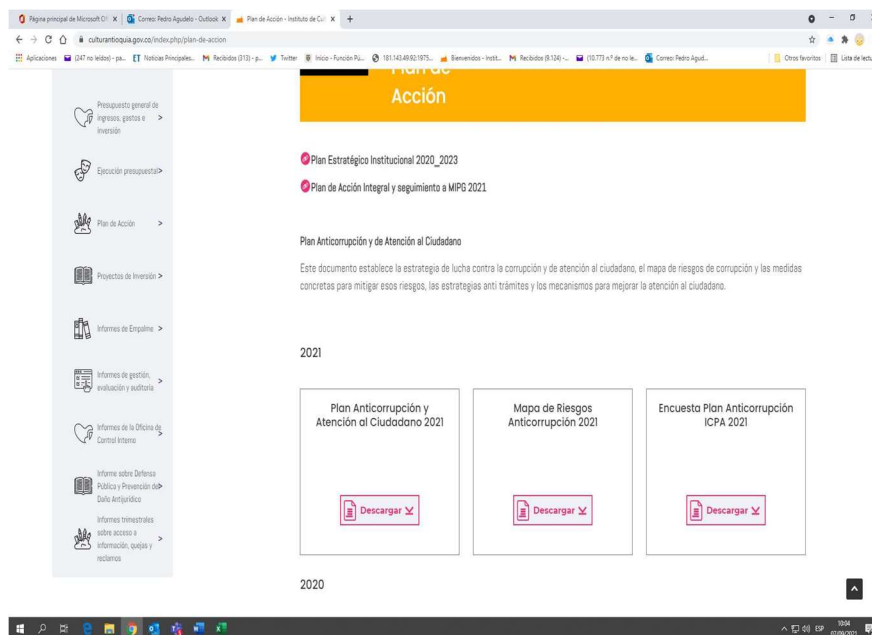 Página principal de Microsoft Of
Correo: Pedro Agudelo - Outlook
Plan de Acción - Instituto de Cul
culturantioquia.gov.co/index.php/plan-de-accion
Aplicaciones
(247 no leídos) - pa...
Noticias Principales...
Recibidos (313) - p...
Twitter
Inicio - Función Pú...
181.143.49.92:1975...
Bienvenidos - Instit...
Recibidos (9.124) -...
(10.773 n.º de no le...
Correo: Pedro Agud...
Otros favoritos
Lista de lectu
Plan de
Acción
Presupuesto general de
ingresos, gastos e
inversión
Ejecución presupuestal
Plan de Acción
Proyectos de Inversión
Informes de Empalme
Informes de gestión,
evaluación y auditoría
Informes de la Oficina de
Control Interno
Informe sobre Defensa
Pública y Prevención del
Daño Antijurídico
Informes trimestrales
sobre acceso a
información, quejas y
reclamos
Plan Estratégico Institucional 2020_2023
Plan de Acción Integral y seguimiento a MIPG 2021
Plan Anticorrupción y de Atención al Ciudadano
Este documento establece la estrategia de lucha contra la corrupción y de atención al ciudadano, el mapa de riesgos de corrupción y las medidas
concretas para mitigar esos riesgos, las estrategias anti trámites y los mecanismos para mejorar la atención al ciudadano.
2021
Plan Anticorrupción y
Atención al Ciudadano 2021
Descargar
Mapa de Riesgos
Anticorrupción 2021
Descargar
Encuesta Plan Anticorrupción
ICPA 2021
Descargar
2020
ESP
10:04
07/09/2021